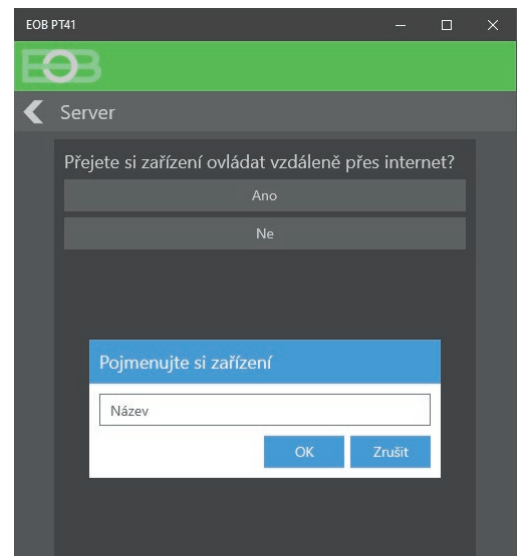 EOB PT41
EOB
Server
Přejete si zařízení ovládat vzdáleně přes internet?
Ano
Ne
Pojmenujte si zařízení
Název
OK Zrušit